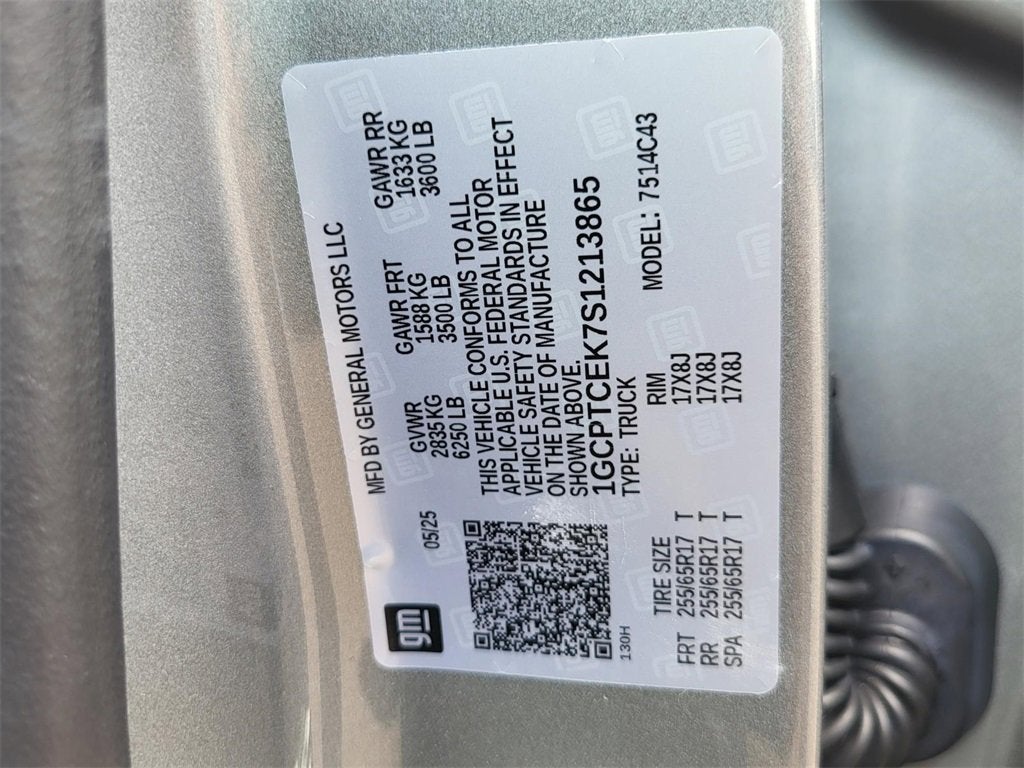 gm
05/25
MFD BY GENERAL MOTORS LLC
GVWR GAWR FRT GAWR RR
2835 KG 1588 KG 1633 KG
6250 LB 3500 LB 3600 LB
THIS VEHICLE CONFORMS TO ALL
APPLICABLE U.S. FEDERAL MOTOR
VEHICLE SAFETY STANDARDS IN EFFECT
ON THE DATE OF MANUFACTURE
SHOWN ABOVE.
1GCPTCEK7S1213865
TYPE: TRUCK MODEL: 7514C43
130H
TIRE SIZE RIM
FRT 255/65R17 T 17X8J
RR 255/65R17 T 17X8J
SPA 255/65R17 T 17X8J